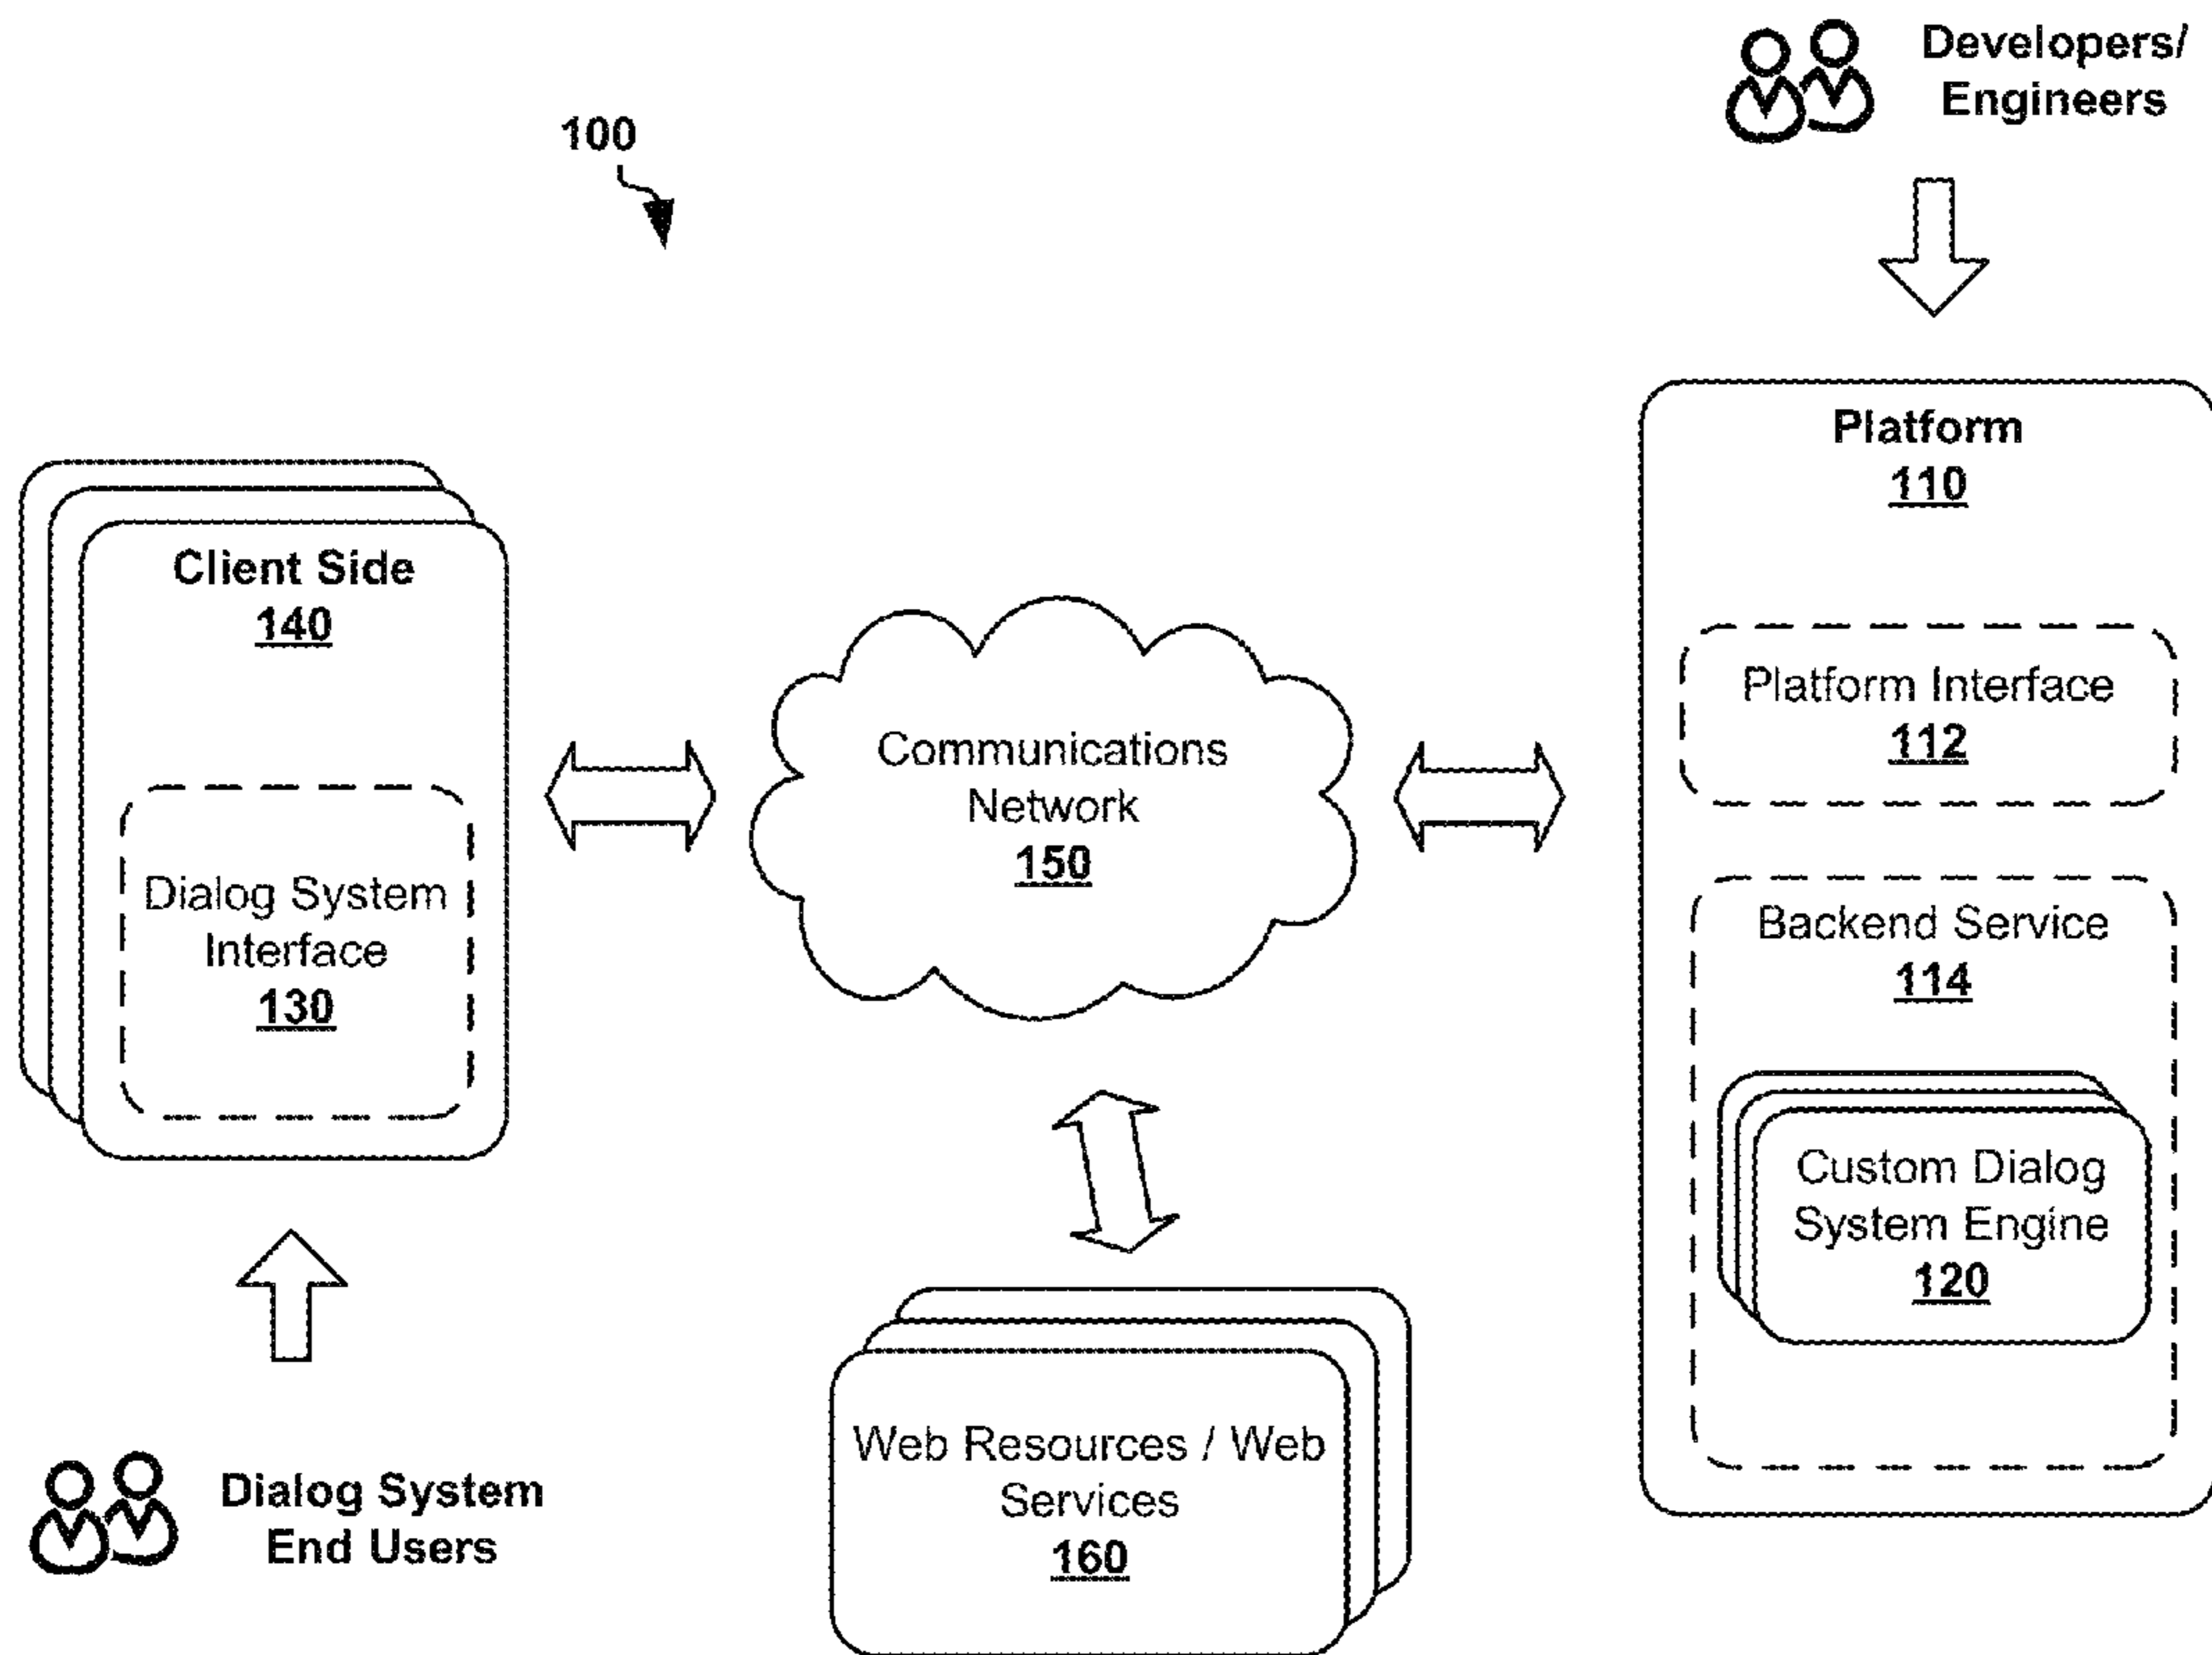 Developers/
Engineers
100
Platform
110
Client Side
140
Platform Interface
112
Communications
Network
150
Dialog System
Interface
130
Backend Service
114
Custom Dialog
System Engine
120
Web Resources / Web
Services
160
Dialog System
End Users